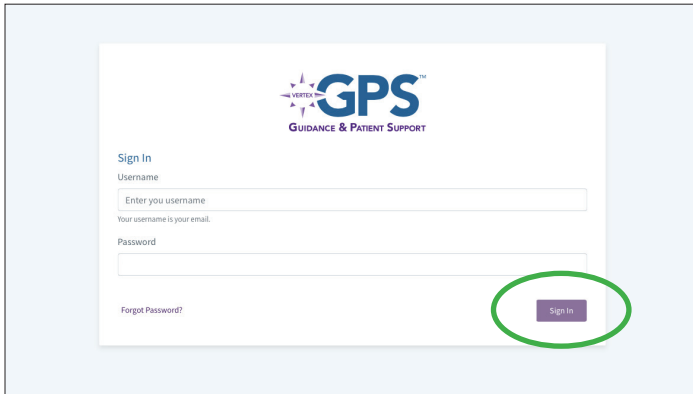 VERTEX
GPS™
GUIDANCE & PATIENT SUPPORT
Sign In
Username
Enter you username
Your username is your email.
Password
Forgot Password?
Sign In